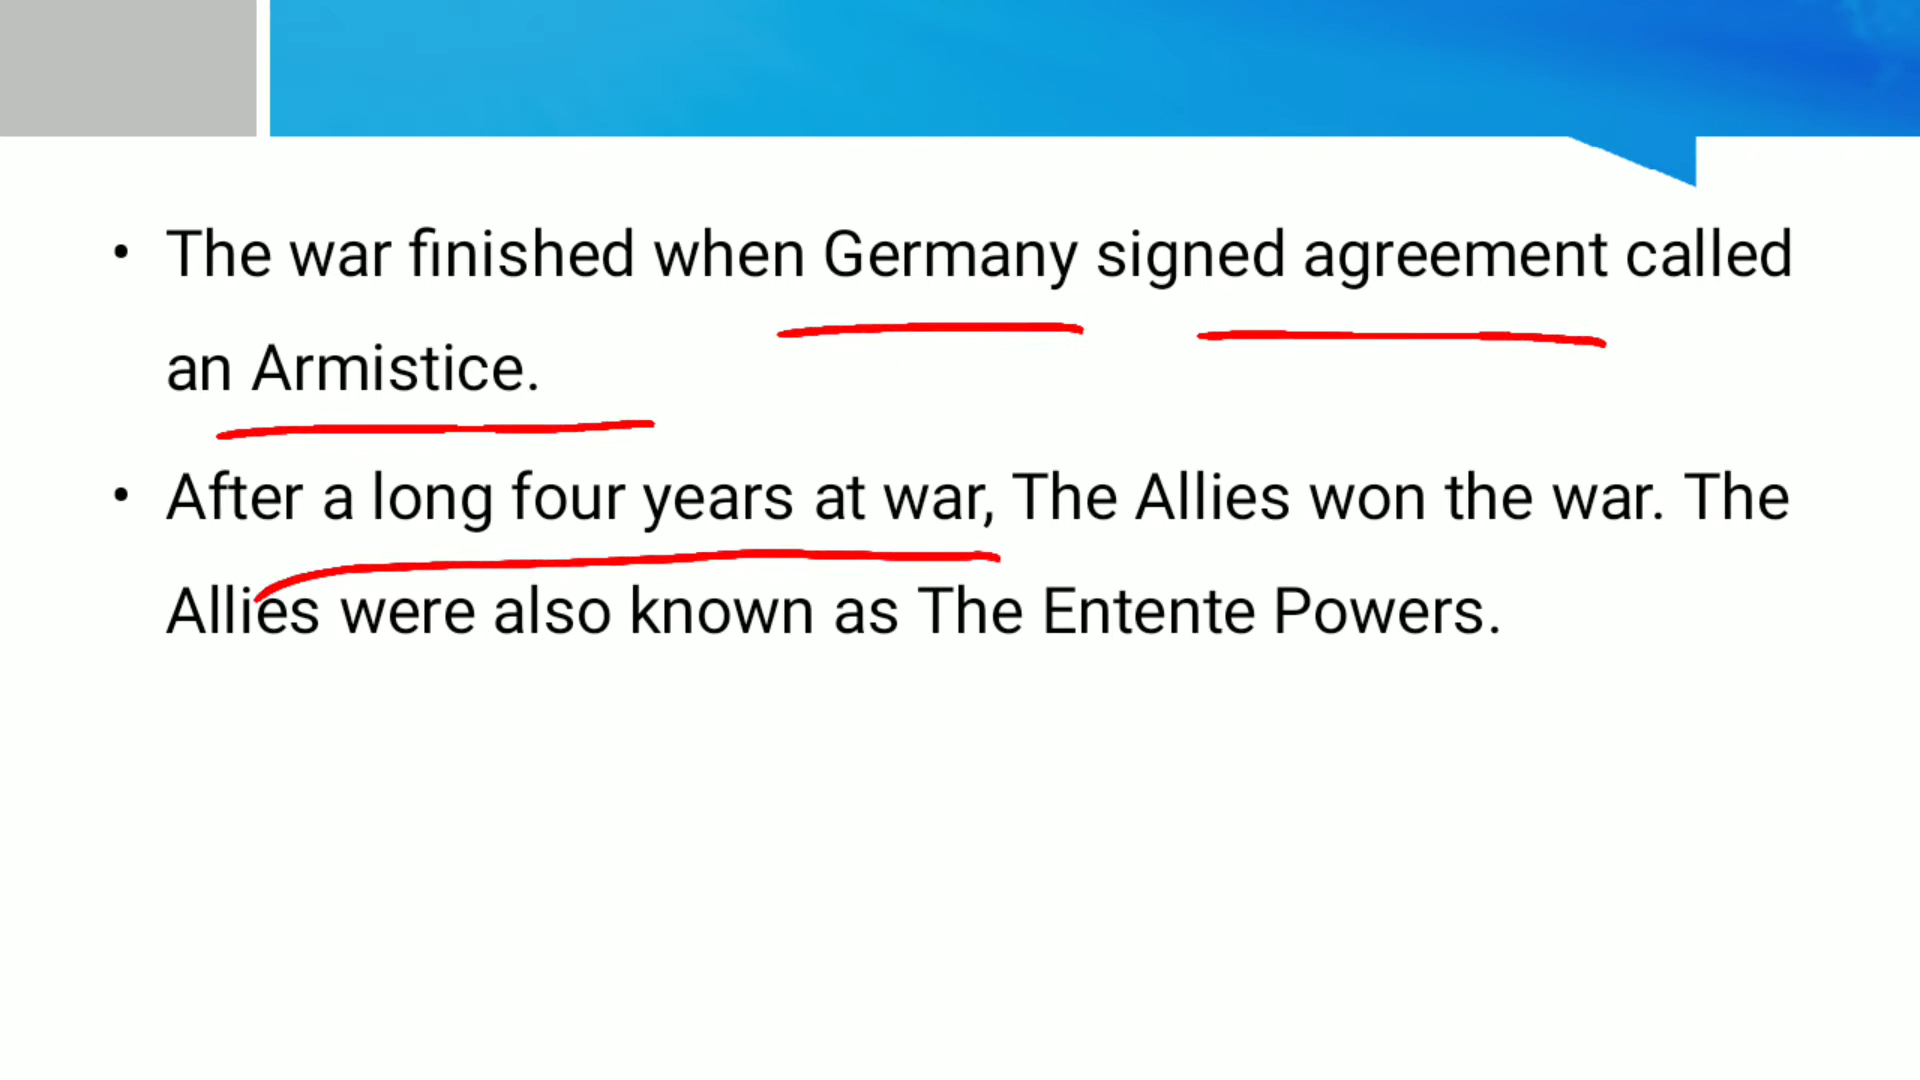 • The war finished when Germany signed agreement called
an Armistice.
• After a long four years at war, The Allies won the war. The
Allies were also known as The Entente Powers.